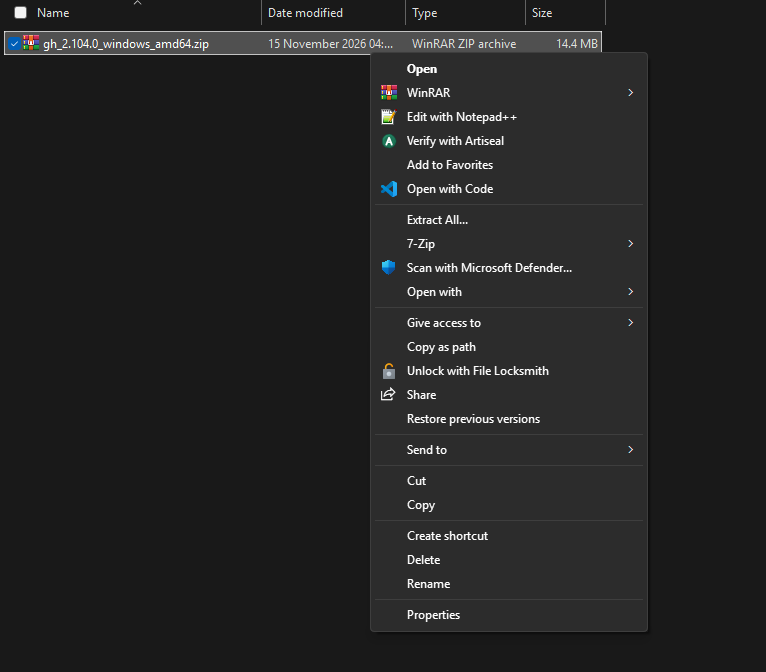 Name Date modified Type Size
gh_2.104.0_windows_amd64.zip 15 November 2026 04:... WinRAR ZIP archive 14.4 MB
Open
WinRAR
Edit with Notepad++
A Verify with Artiseal
Add to Favorites
Open with Code
Extract All...
7-Zip
Scan with Microsoft Defender...
Open with
Give access to
Copy as path
Unlock with File Locksmith
Share
Restore previous versions
Send to
Cut
Copy
Create shortcut
Delete
Rename
Properties